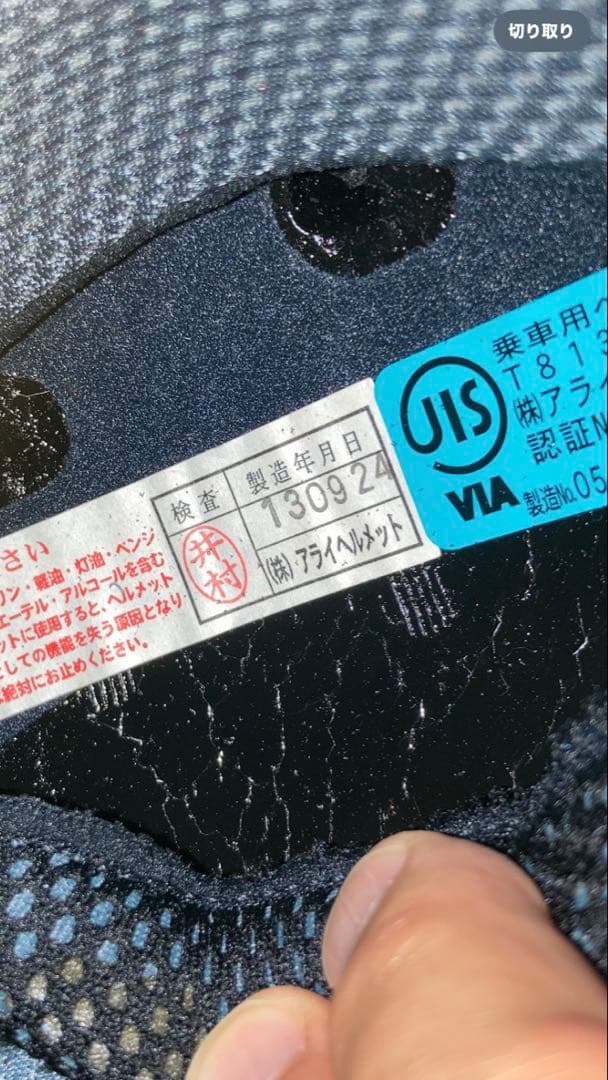 切り取り
乗車用ヘ
T813
(株)アライ
認証N
製造No.05
JIS
VIA
検査
製造年月日
130924
井村
(株)アライヘルメット
さい
リン・軽油・灯油・ベンジ
エーテル・アルコールを含む
ットに使用すると、ヘルメット
としての機能を失う原因となり
絶対にお止めください。